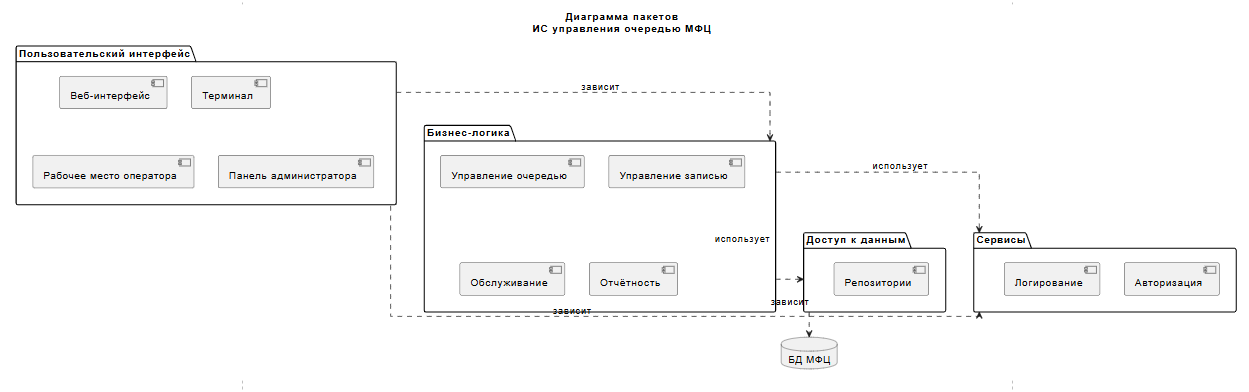 Диаграмма пакетов
ИС управления очередью МФЦ
Пользовательский интерфейс
Веб-интерфейс
Терминал
Рабочее место оператора
Панель администратора
зависит
Бизнес-логика
Управление очередью
Управление записью
Обслуживание
Отчётность
использует
использует
Доступ к данным
Репозитории
Сервисы
Логирование
Авторизация
зависит
зависит
БД МФЦ